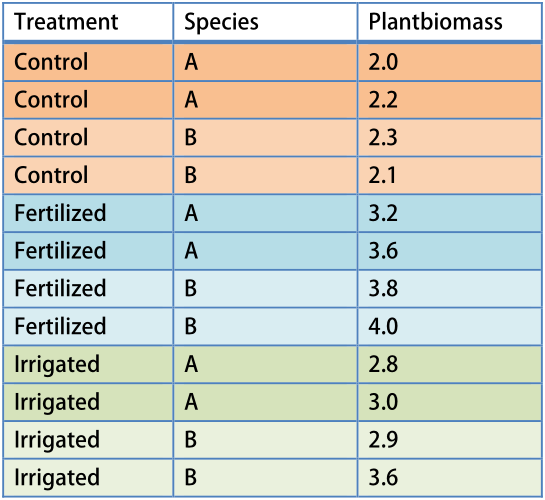 Treatment Species Plantbiomass
Control A 2.0
Control A 2.2
Control B 2.3
Control B 2.1
Fertilized A 3.2
Fertilized A 3.6
Fertilized B 3.8
Fertilized B 4.0
Irrigated A 2.8
Irrigated A 3.0
Irrigated B 2.9
Irrigated B 3.6